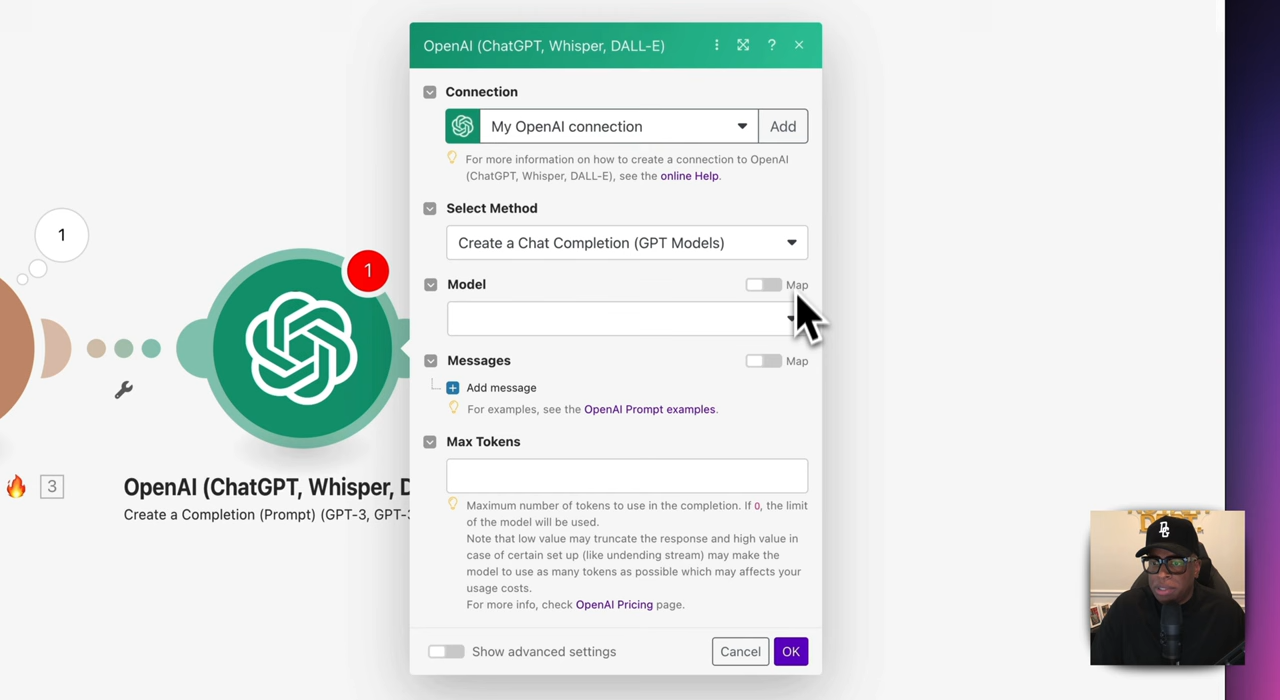 OpenAI (ChatGPT, Whisper, DALL-E)
?
Connection
My OpenAI connection
Add
For more information on how to create a connection to OpenAI
(ChatGPT, Whisper, DALL-E), see the online Help.
Select Method
Create a Chat Completion (GPT Models)
Model
Map
Messages
Map
Add message
For examples, see the OpenAI Prompt examples.
Max Tokens
Maximum number of tokens to use in the completion. If 0, the limit
of the model will be used.
Note that low value may truncate the response and high value in
case of certain set up (like undending stream) may make the
model to use as many tokens as possible which may affects your
usage costs.
For more info, check OpenAI Pricing page.
Show advanced settings
Cancel
OK
1
1
3
OpenAI (ChatGPT, Whisper, D
Create a Completion (Prompt) (GPT-3, GPT-3